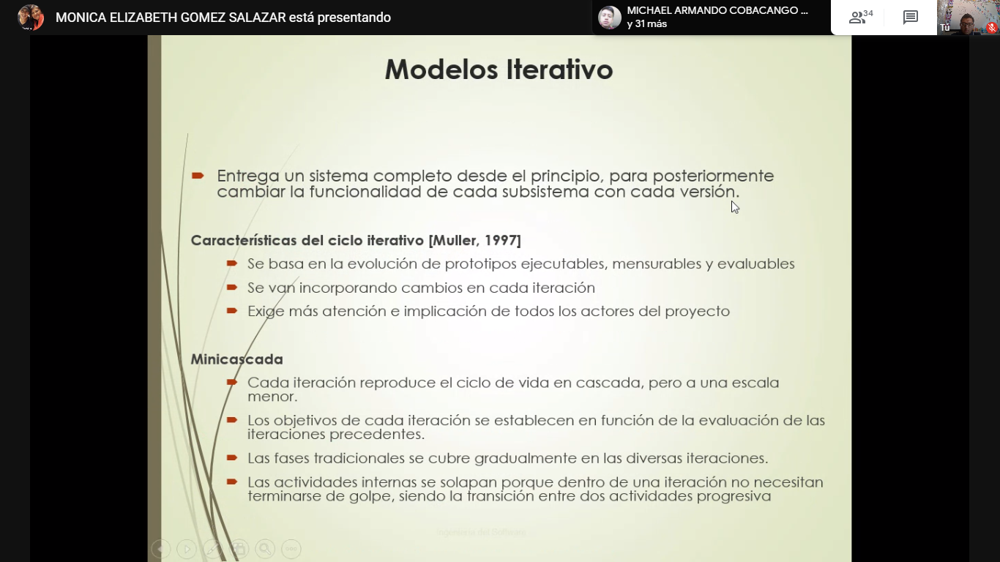 MONICA ELIZABETH GOMEZ SALAZAR está presentando
MICHAEL ARMANDO COBACANGO ...
y 31 más
34
Tú
Modelos Iterativo
Entrega un sistema completo desde el principio, para posteriormente
cambiar la funcionalidad de cada subsistema con cada versión.
Características del ciclo iterativo [Muller, 1997]
Se basa en la evolución de prototipos ejecutables, mensurables y evaluables
Se van incorporando cambios en cada iteración
Exige más atención e implicación de todos los actores del proyecto
Minicascada
Cada iteración reproduce el ciclo de vida en cascada, pero a una escala
menor.
Los objetivos de cada iteración se establecen en función de la evaluación de las
iteraciones precedentes.
Las fases tradicionales se cubre gradualmente en las diversas iteraciones.
Las actividades internas se solapan porque dentro de una iteración no necesitan
terminarse de golpe, siendo la transición entre dos actividades progresiva